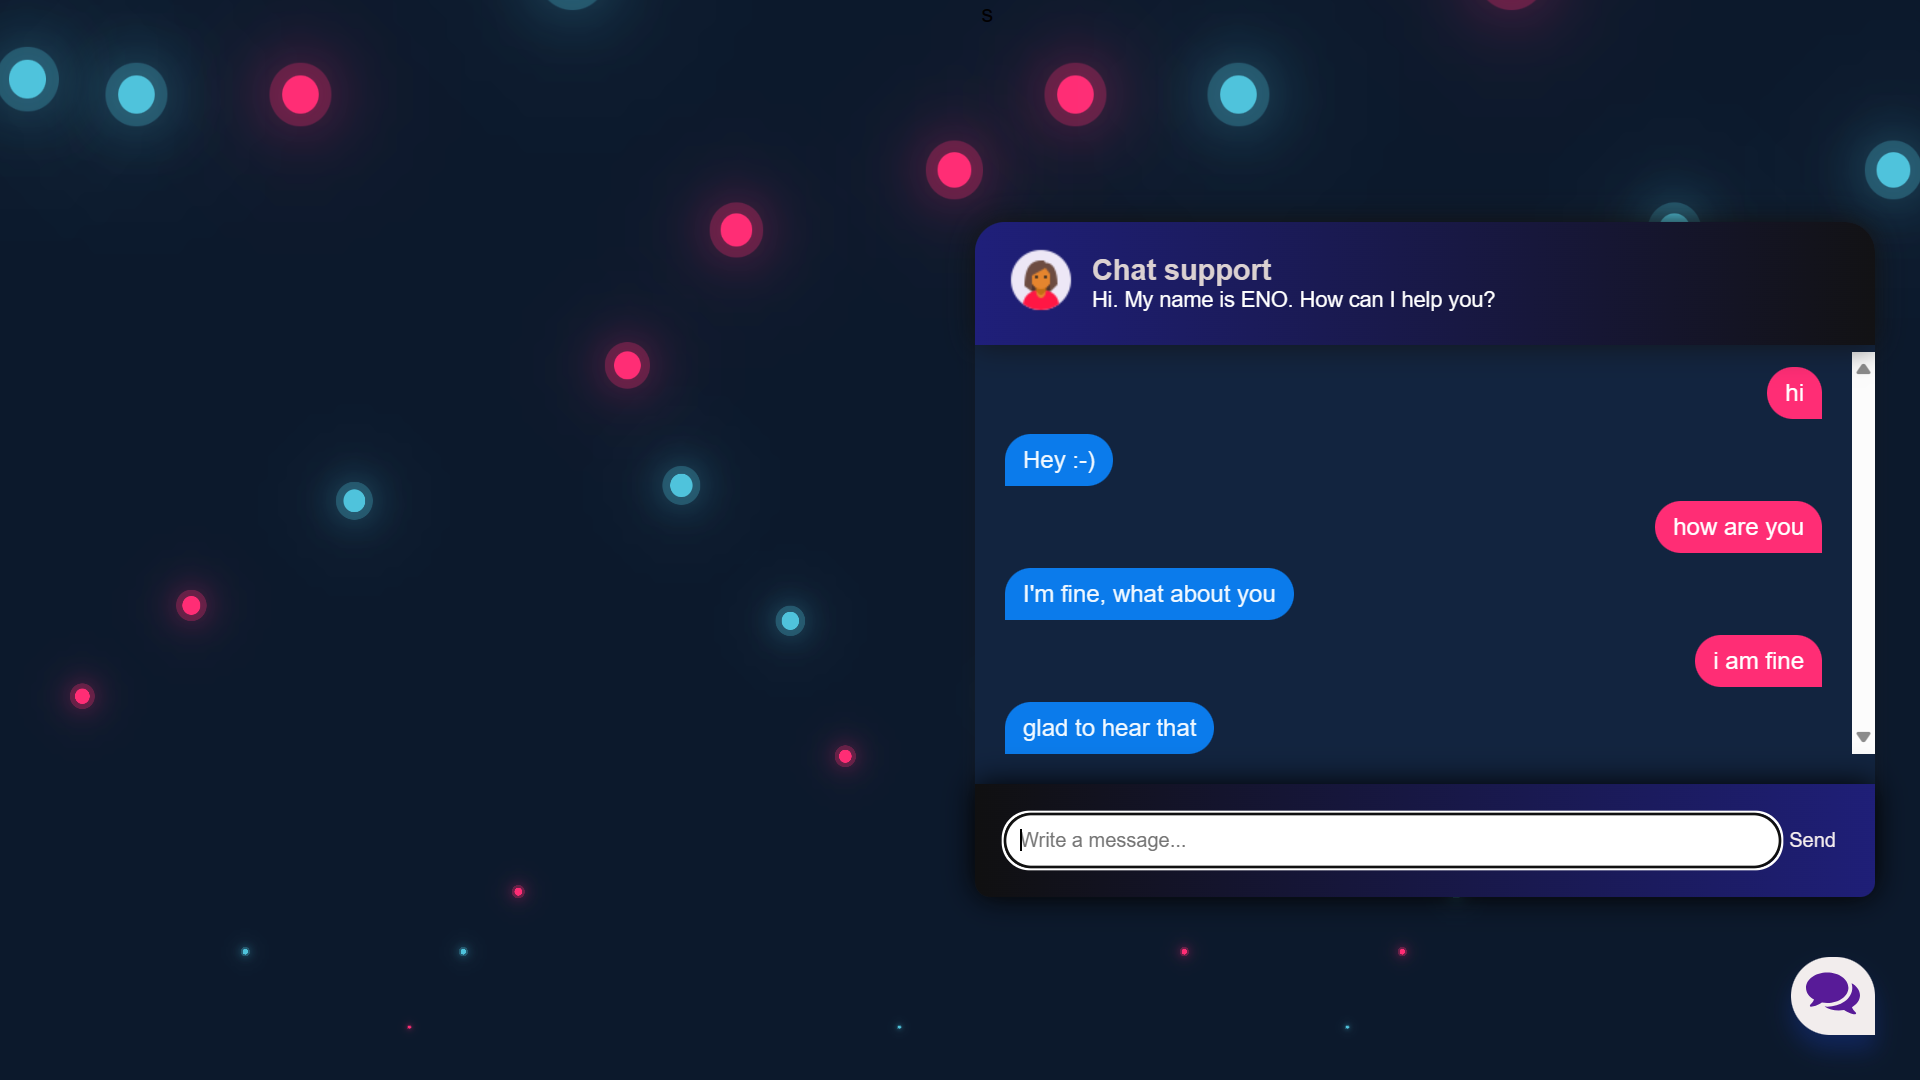 s
Chat support
Hi. My name is ENO. How can I help you?
hi
Hey :-)
how are you
I'm fine, what about you
i am fine
glad to hear that
Write a message...
Send